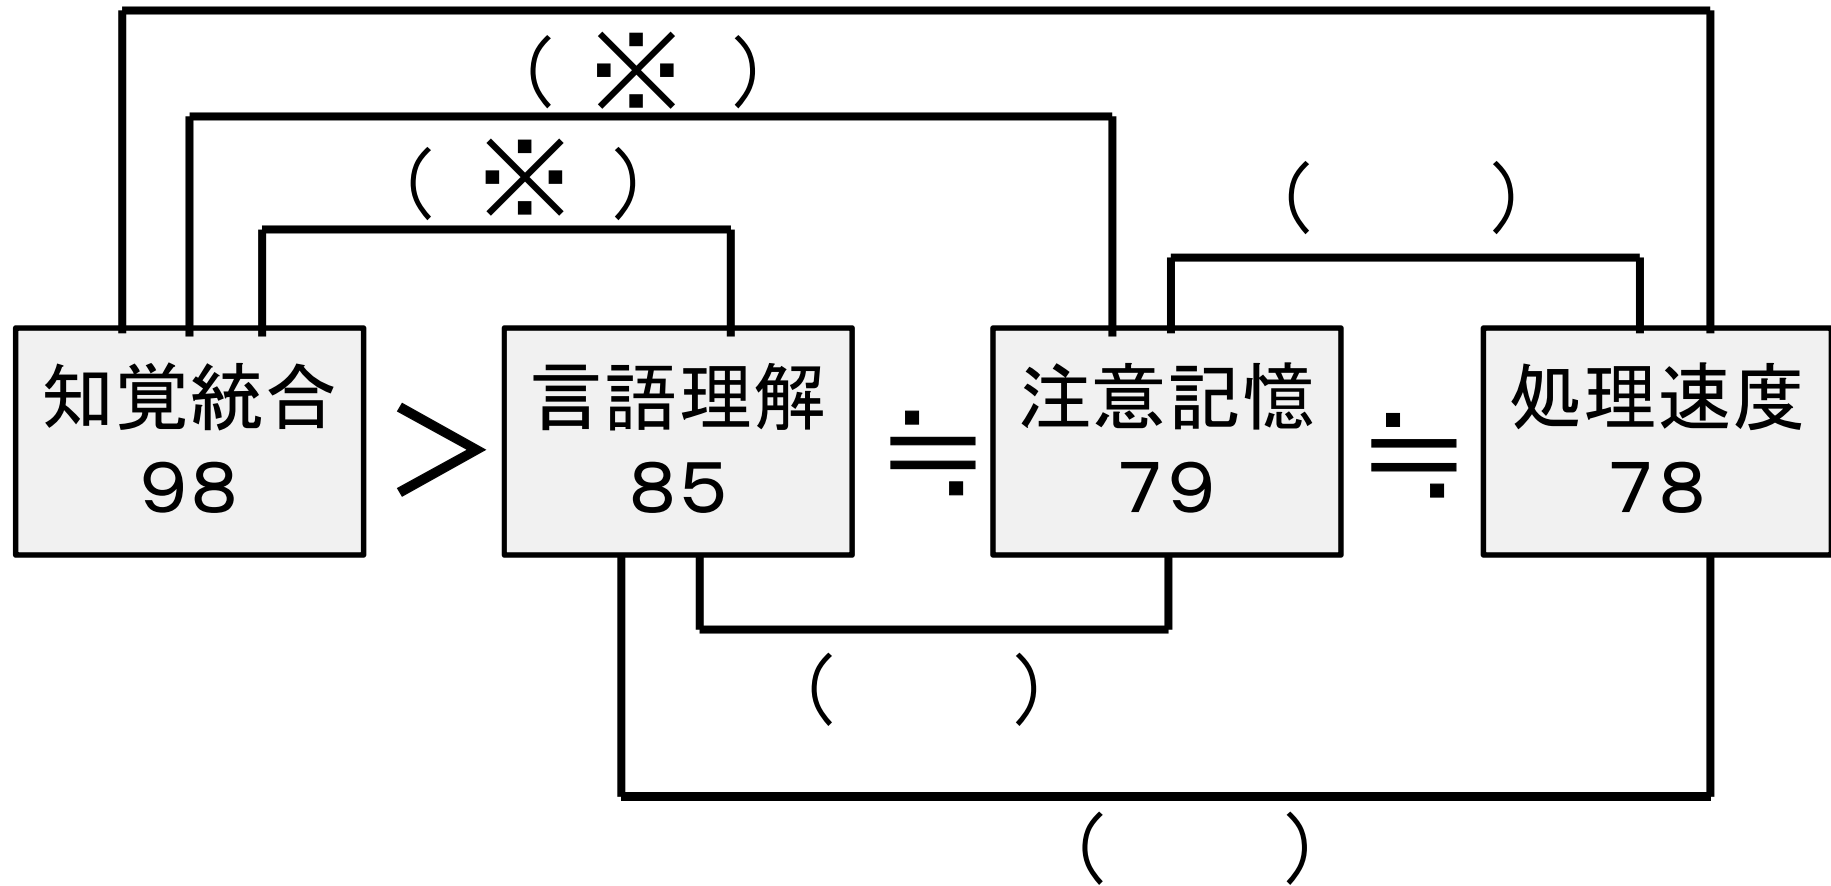 （ ※ ）
（ ※ ）
（　　）
知覚統合 ＞ 言語理解 ≒ 注意記憶 ≒ 処理速度
98 85 79 78
（　　）
（　　）